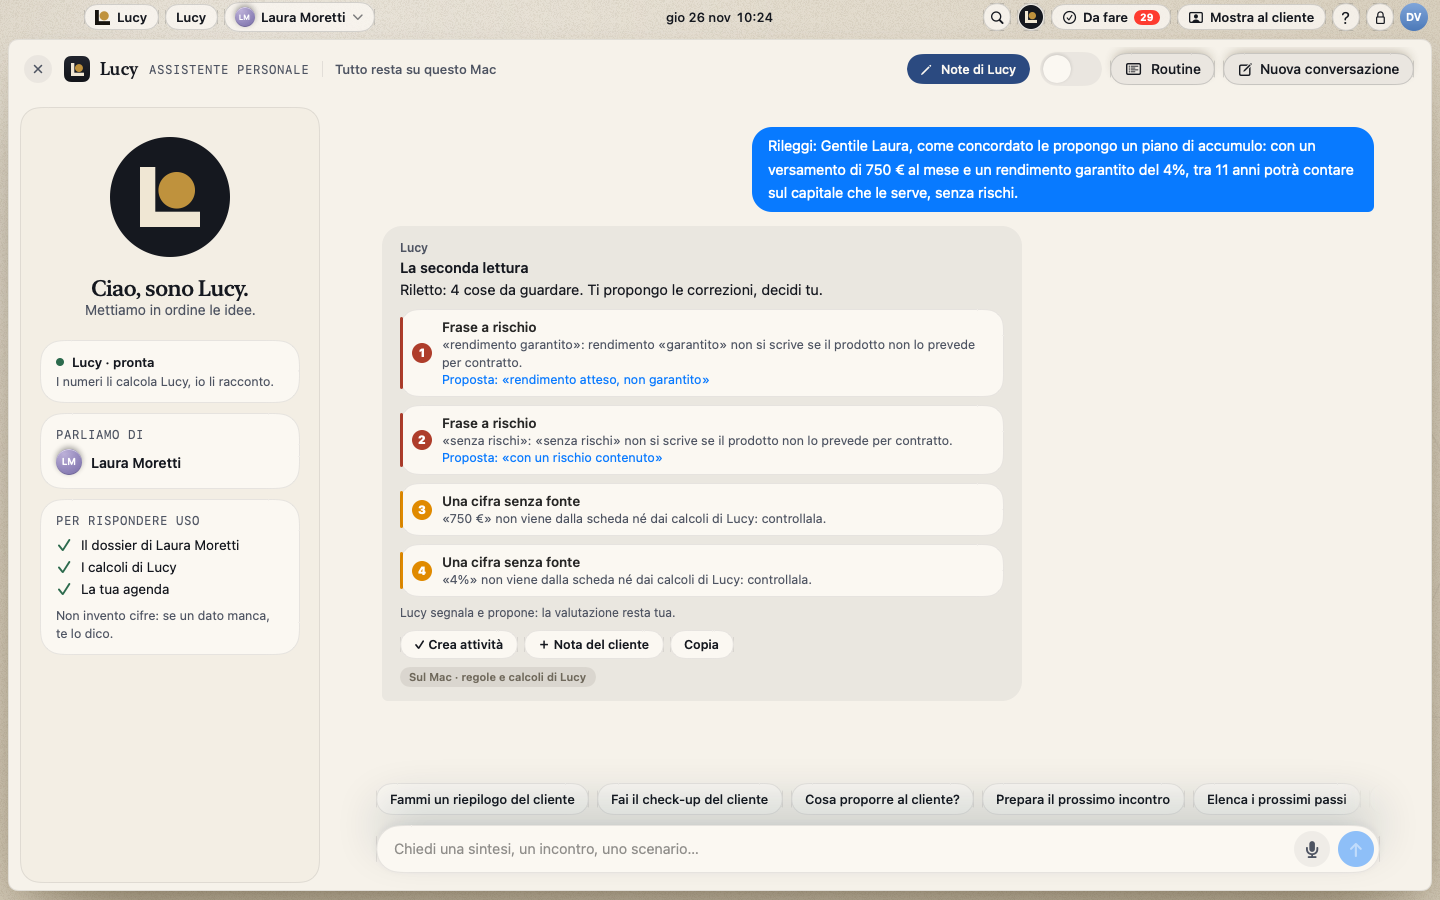 Lucy
Lucy
LM Laura Moretti
gio 26 nov 10:24
Da fare 29
Mostra al cliente
?
DV
Lucy ASSISTENTE PERSONALE
Tutto resta su questo Mac
Note di Lucy
Routine
Nuova conversazione
Ciao, sono Lucy.
Mettiamo in ordine le idee.
Lucy · pronta
I numeri li calcola Lucy, io li racconto.
PARLIAMO DI
LM Laura Moretti
PER RISPONDERE USO
Il dossier di Laura Moretti
I calcoli di Lucy
La tua agenda
Non invento cifre: se un dato manca,
te lo dico.
Rileggi: Gentile Laura, come concordato le propongo un piano di accumulo: con un
versamento di 750 € al mese e un rendimento garantito del 4%, tra 11 anni potrà contare
sul capitale che le serve, senza rischi.
Lucy
La seconda lettura
Riletto: 4 cose da guardare. Ti propongo le correzioni, decidi tu.
Frase a rischio
1
«rendimento garantito»: rendimento «garantito» non si scrive se il prodotto non lo prevede
per contratto.
Proposta: «rendimento atteso, non garantito»
Frase a rischio
2
«senza rischi»: «senza rischi» non si scrive se il prodotto non lo prevede per contratto.
Proposta: «con un rischio contenuto»
Una cifra senza fonte
3
«750 €» non viene dalla scheda né dai calcoli di Lucy: controllala.
Una cifra senza fonte
4
«4%» non viene dalla scheda né dai calcoli di Lucy: controllala.
Lucy segnala e propone: la valutazione resta tua.
Crea attività
+ Nota del cliente
Copia
Sul Mac · regole e calcoli di Lucy
Fammi un riepilogo del cliente
Fai il check-up del cliente
Cosa proporre al cliente?
Prepara il prossimo incontro
Elenca i prossimi passi
Chiedi una sintesi, un incontro, uno scenario...